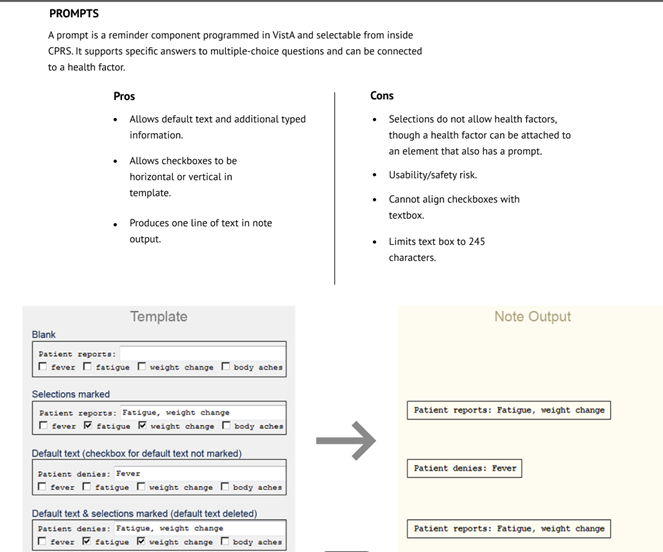 PROMPTS
A prompt is a reminder component programmed in VistA and selectable from inside
CPRS. It supports specific answers to multiple-choice questions and can be connected
to a health factor.
Pros
• Allows default text and additional typed
information.
• Allows checkboxes to be
horizontal or vertical in
template.
• Produces one line of text in note
output.
Cons
• Selections do not allow health factors,
though a health factor can be attached to
an element that also has a prompt.
• Usability/safety risk.
• Cannot align checkboxes with
textbox.
• Limits text box to 245
characters.
Template
Blank
Patient reports:
fever fatigue weight change body aches
Selections marked
Patient reports: Fatigue, weight change
fever fatigue weight change body aches
Default text (checkbox for default text not marked)
Patient denies: Fever
fever fatigue weight change body aches
Default text & selections marked (default text deleted)
Patient denies: Fatigue, weight change
fever fatigue weight change body aches
Note Output
Patient reports: Fatigue, weight change
Patient denies: Fever
Patient reports: Fatigue, weight change